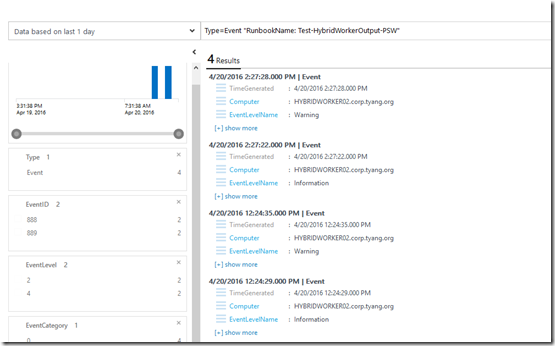 Data based on last 1 day
Type=Event "RunbookName: Test-HybridWorkerOutput-PSW"
3:31:38 PM
Apr 19, 2016
7:31:38 AM
Apr 20, 2016
Type 1
Event 4
EventID 2
888 2
889 2
EventLevel 2
2 2
4 2
EventCategory 1
0 4
4 Results
4/20/2016 2:27:28.000 PM | Event
TimeGenerated : 4/20/2016 2:27:28.000 PM
Computer : HYBRIDWORKER02.corp.tyang.org
EventLevelName : Warning
[+] show more
4/20/2016 2:27:22.000 PM | Event
TimeGenerated : 4/20/2016 2:27:22.000 PM
Computer : HYBRIDWORKER02.corp.tyang.org
EventLevelName : Information
[+] show more
4/20/2016 12:24:35.000 PM | Event
TimeGenerated : 4/20/2016 12:24:35.000 PM
Computer : HYBRIDWORKER02.corp.tyang.org
EventLevelName : Warning
[+] show more
4/20/2016 12:24:29.000 PM | Event
TimeGenerated : 4/20/2016 12:24:29.000 PM
Computer : HYBRIDWORKER02.corp.tyang.org
EventLevelName : Information
[+] show more